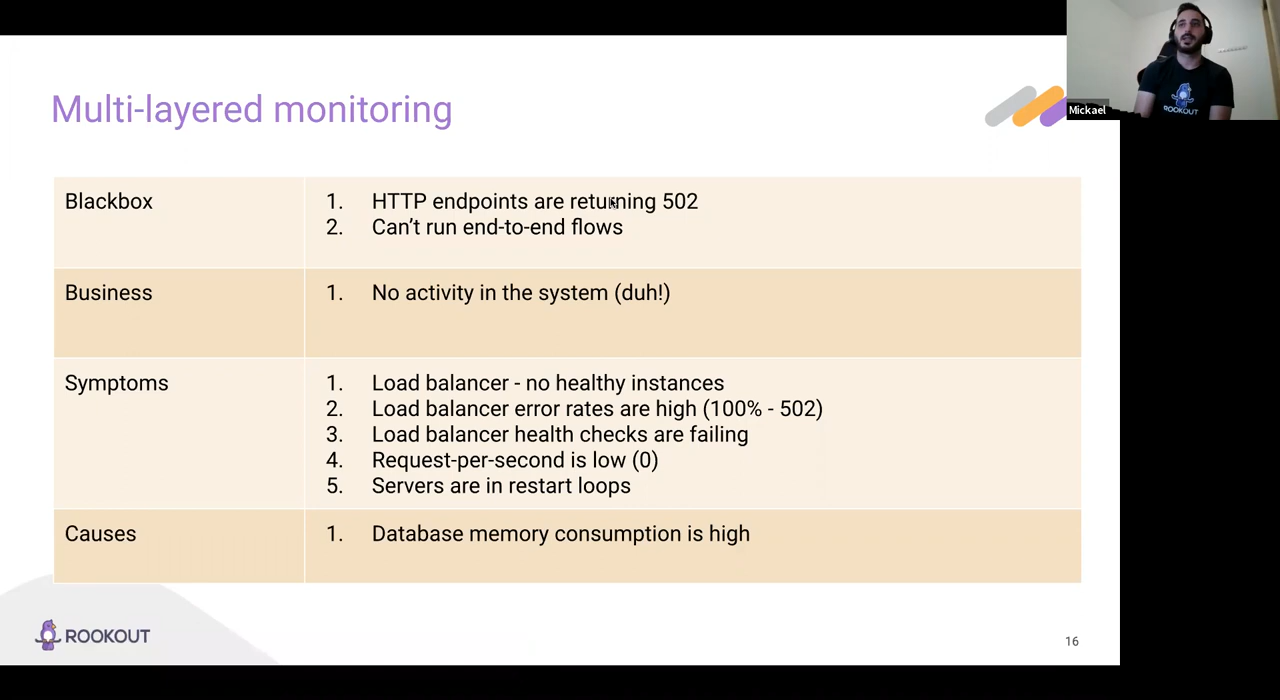 Multi-layered monitoring
Mickael
ROOKOUT
Blackbox
1. HTTP endpoints are returning 502
2. Can’t run end-to-end flows
Business
1. No activity in the system (duh!)
Symptoms
1. Load balancer - no healthy instances
2. Load balancer error rates are high (100% - 502)
3. Load balancer health checks are failing
4. Request-per-second is low (0)
5. Servers are in restart loops
Causes
1. Database memory consumption is high
ROOKOUT
16